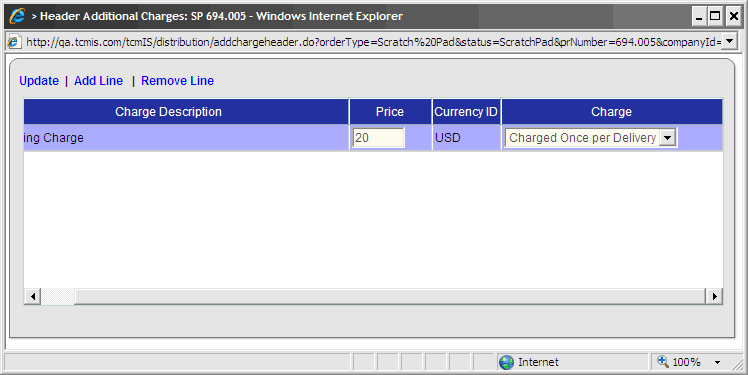 > Header Additional Charges: SP 694.005 - Windows Internet Explorer
http://qa.tcmis.com/tcmIS/distribution/addchargeheader.do?orderType=Scratch%20Pad&status=ScratchPad&prNumber=694.005&companyId=
Update | Add Line | Remove Line
Charge Description Price Currency ID Charge
ing Charge 20 USD Charged Once per Delivery
Internet 100%